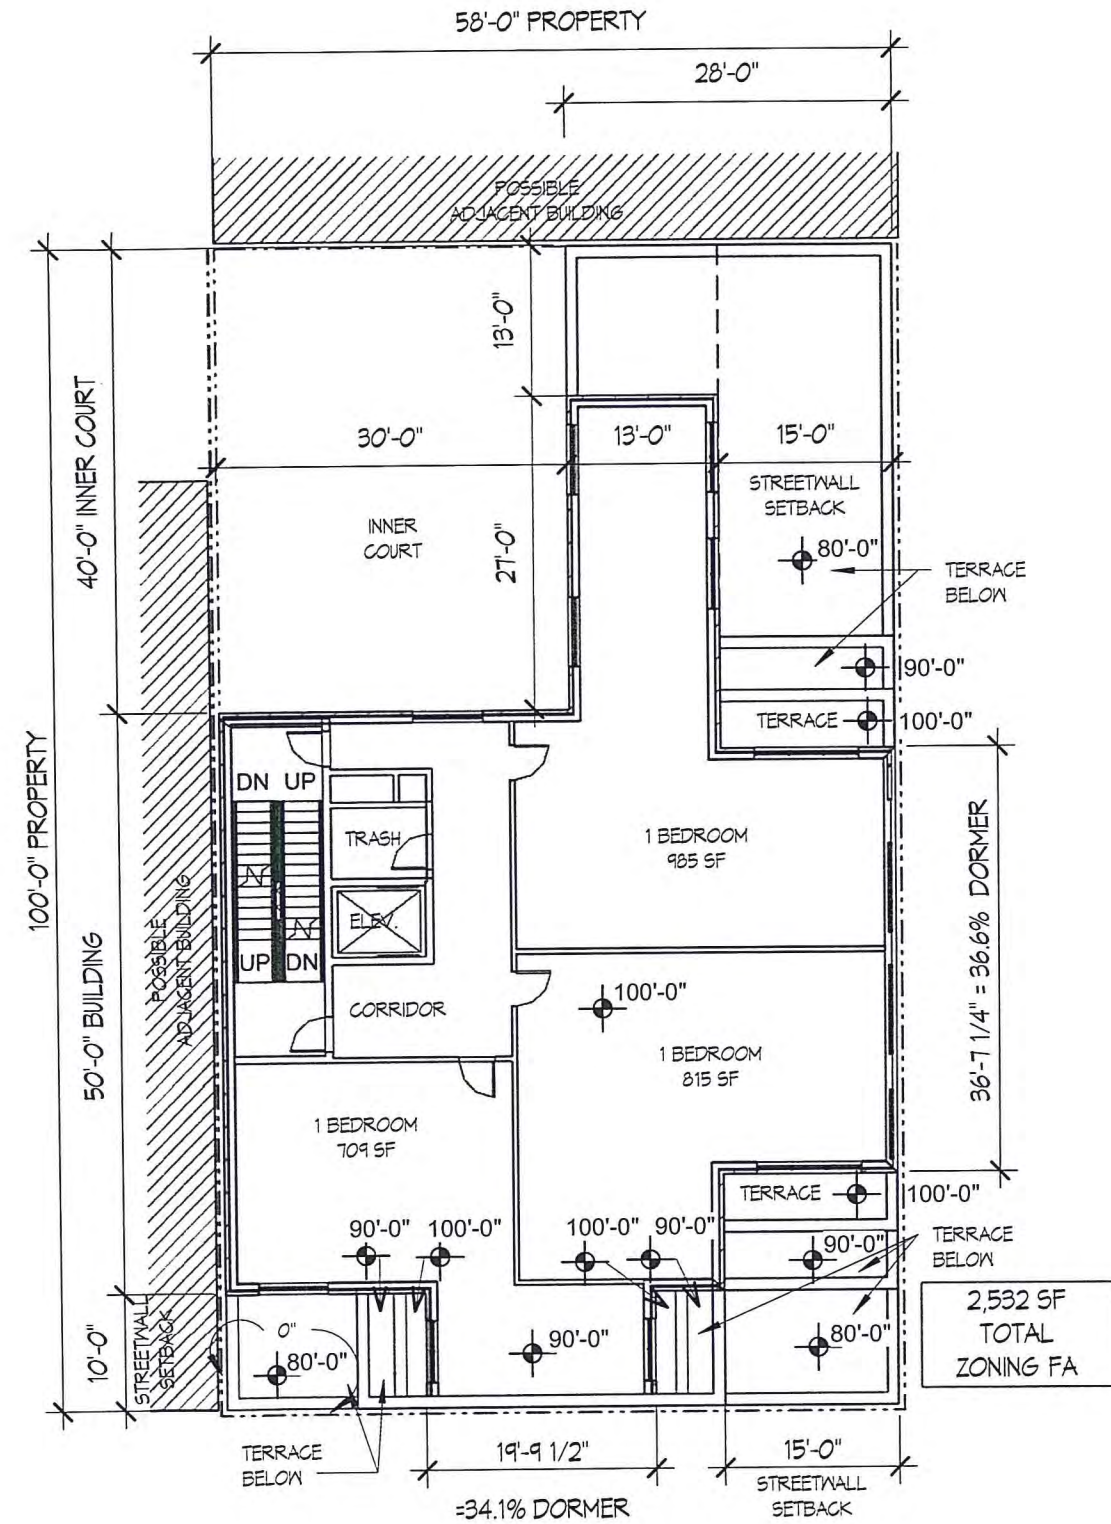 58'-0" PROPERTY
28'-0"
POSSIBLE
ADJACENT BUILDING
13'-0"
40'-0" INNER COURT
30'-0"
13'-0"
15'-0"
STREETWALL
SETBACK
INNER
COURT
27'-0"
80'-0"
TERRACE
BELOW
90'-0"
TERRACE
100'-0"
100'-0" PROPERTY
DN UP
TRASH
1 BEDROOM
985 SF
36'-7 1/4" = 36.6% DORMER
POSSIBLE
ADJACENT BUILDING
ELEV.
50'-0" BUILDING
UP DN
CORRIDOR
100'-0"
1 BEDROOM
815 SF
1 BEDROOM
709 SF
TERRACE
100'-0"
90'-0"
100'-0"
100'-0"
90'-0"
90'-0"
TERRACE
BELOW
10'-0"
STREETWALL
SETBACK
0"
80'-0"
90'-0"
80'-0"
2,532 SF
TOTAL
ZONING FA
TERRACE
BELOW
19'-9 1/2"
=34.1% DORMER
15'-0"
STREETWALL
SETBACK